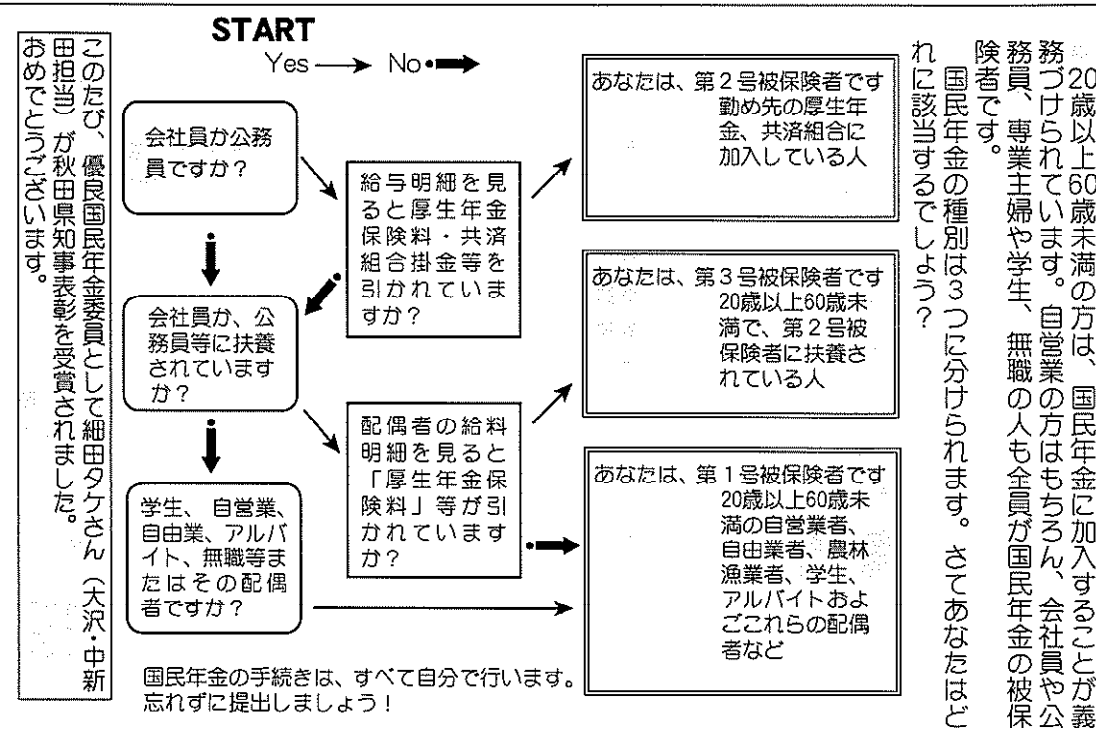 20歳以上60歳未満の方は、国民年金に加入することが義
務づけられています。自営業の方はもちろん、会社員や公
務員、専業主婦や学生、無職の人も全員が国民年金の被保
険者です。
国民年金の種別は3つに分けられます。さてあなたはど
れに該当するでしょう？
START
Yes → No
会社員か公務
員ですか？
給与明細を見
ると厚生年金
保険料・共済
組合掛金等を
引かれていま
すか？
あなたは、第2号被保険者です
勤め先の厚生年
金、共済組合に
加入している人
会社員か、公
務員等に扶養
されています
か？
配偶者の給料
明細を見ると
「厚生年金保
険料」等が引
かれています
か？
あなたは、第3号被保険者です
20歳以上60歳未
満で、第2号被
保険者に扶養さ
れている人
学生、自営業、
自由業、アルバ
イト、無職等ま
たはその配偶
者ですか？
あなたは、第1号被保険者です
20歳以上60歳未
満の自営業者、
自由業者、農林
漁業者、学生、
アルバイトおよ
ごこれらの配偶
者など
国民年金の手続きは、すべて自分で行います。
忘れずに提出しましょう！
このたび、優良国民年金委員として細田タケさん（大沢・中新
田担当）が秋田県知事表彰を受賞されました。
おめでとうございます。